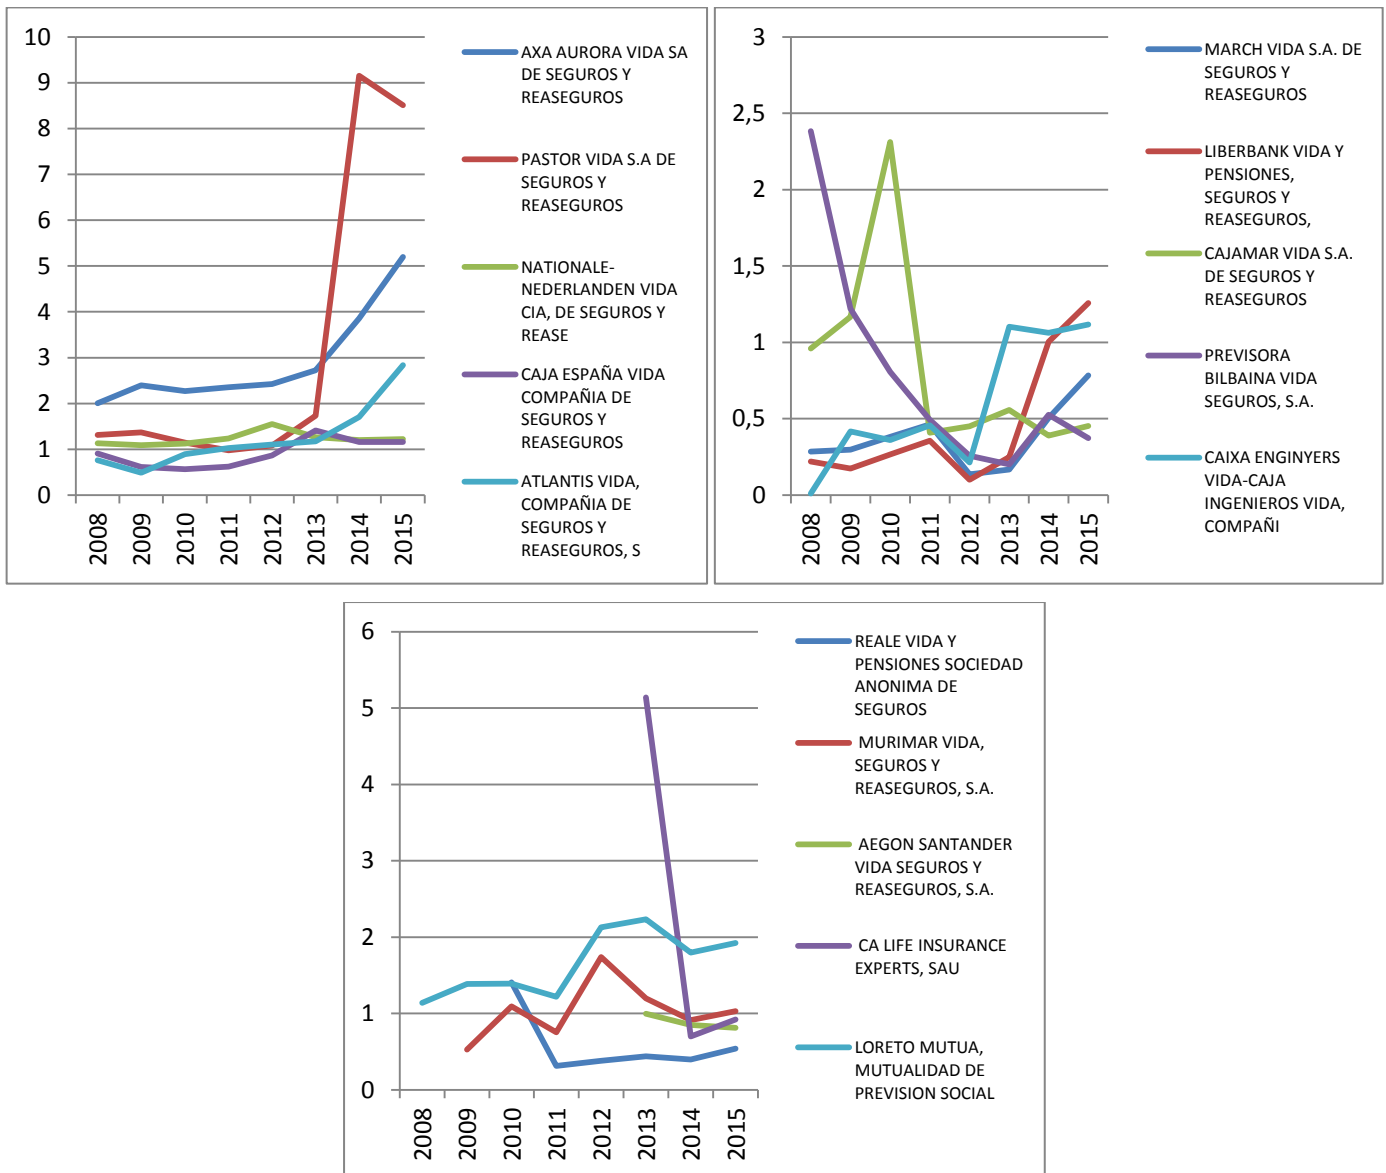 10
9
8
7
6
5
4
3
2
1
0
2008
2009
2010
2011
2012
2013
2014
2015
AXA AURORA VIDA SA
DE SEGUROS Y
REASEGUROS
PASTOR VIDA S.A DE
SEGUROS Y
REASEGUROS
NATIONALE-
NEDERLANDEN VIDA
CIA, DE SEGUROS Y
REASE
CAJA ESPAÑA VIDA
COMPAÑIA DE
SEGUROS Y
REASEGUROS
ATLANTIS VIDA,
COMPAÑIA DE
SEGUROS Y
REASEGUROS, S
3
2,5
2
1,5
1
0,5
0
2008
2009
2010
2011
2012
2013
2014
2015
MARCH VIDA S.A. DE
SEGUROS Y
REASEGUROS
LIBERBANK VIDA Y
PENSIONES,
SEGUROS Y
REASEGUROS,
CAJAMAR VIDA S.A.
DE SEGUROS Y
REASEGUROS
PREVISORA
BILBAINA VIDA
SEGUROS, S.A.
CAIXA ENGINYERS
VIDA-CAJA
INGENIEROS VIDA,
COMPAÑI
6
5
4
3
2
1
0
2008
2009
2010
2011
2012
2013
2014
2015
REALE VIDA Y
PENSIONES SOCIEDAD
ANONIMA DE
SEGUROS
MURIMAR VIDA,
SEGUROS Y
REASEGUROS, S.A.
AEGON SANTANDER
VIDA SEGUROS Y
REASEGUROS, S.A.
CA LIFE INSURANCE
EXPERTS, SAU
LORETO MUTUA,
MUTUALIDAD DE
PREVISION SOCIAL